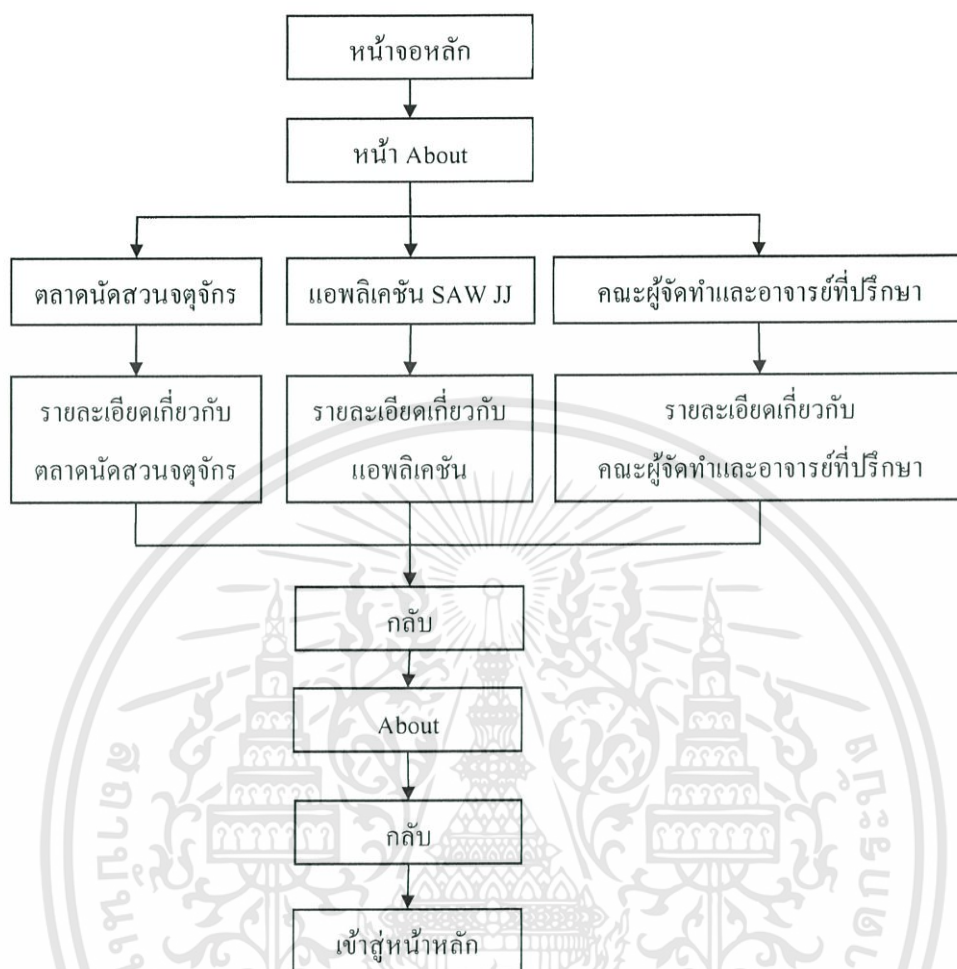 หน้าจอหลัก
หน้า About
ตลาดนัดสวนจตุจักร
แอพลิเคชัน SAW JJ
คณะผู้จัดทำและอาจารย์ที่ปรึกษา
รายละเอียดเกี่ยวกับ
ตลาดนัดสวนจตุจักร
รายละเอียดเกี่ยวกับ
แอพลิเคชัน
รายละเอียดเกี่ยวกับ
คณะผู้จัดทำและอาจารย์ที่ปรึกษา
กลับ
About
กลับ
เข้าสู่หน้าหลัก